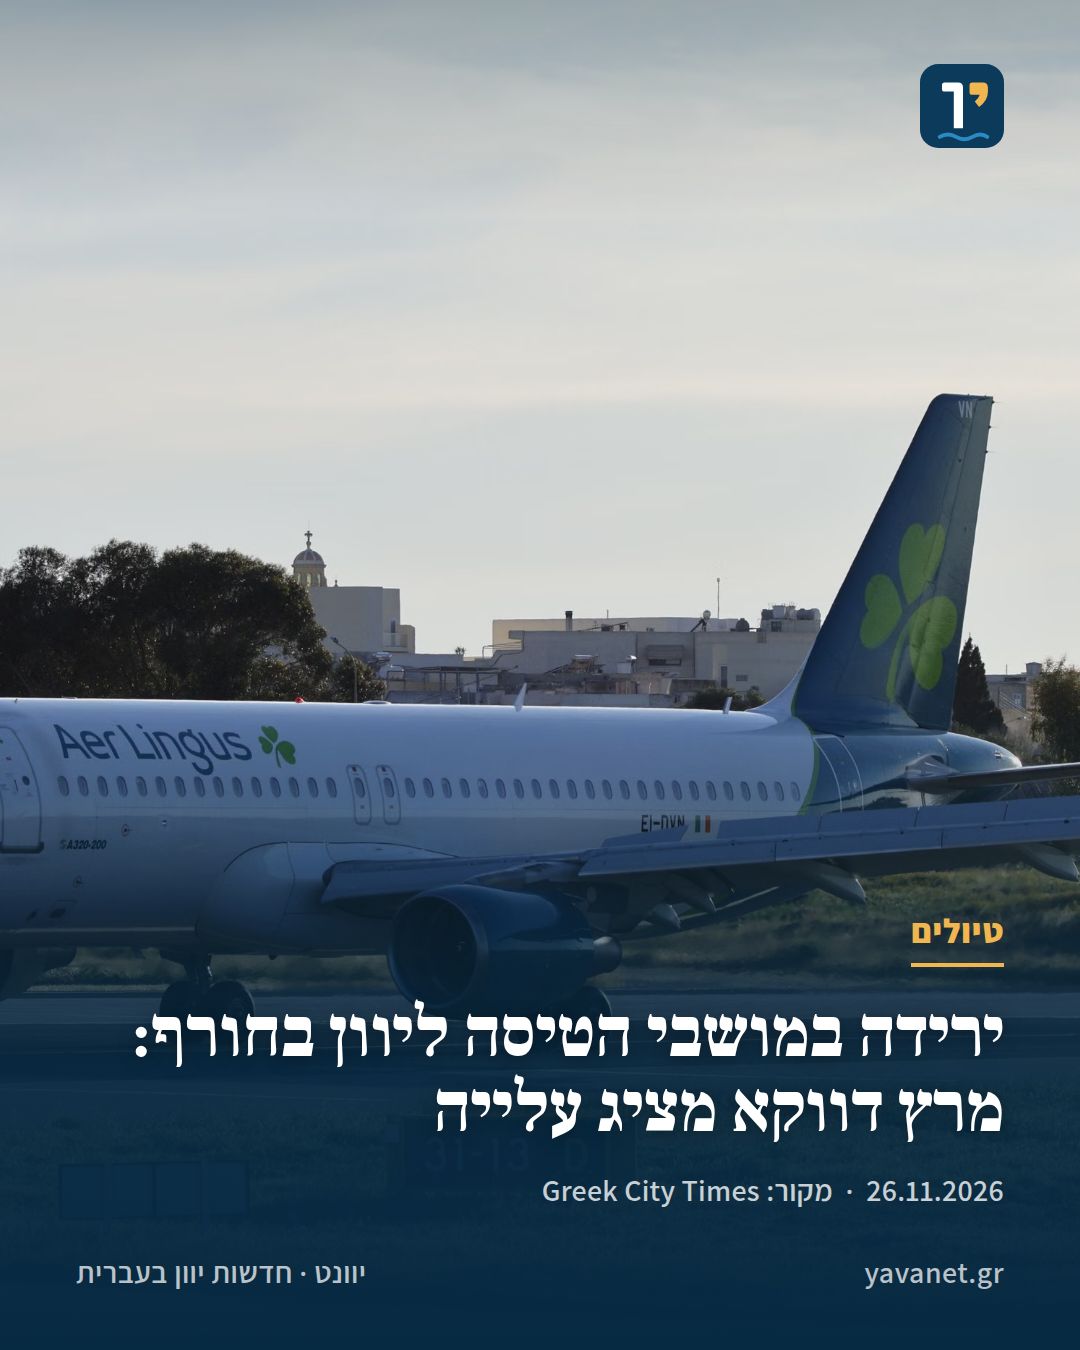 יו
VN
Aer Lingus
A320-200
EI-DVN
טיולים
ירידה במושבי הטיסה ליוון בחורף:
מרץ דווקא מציג עלייה
26.11.2026 · מקור: Greek City Times
yavanet.gr
יוונט · חדשות יוון בעברית